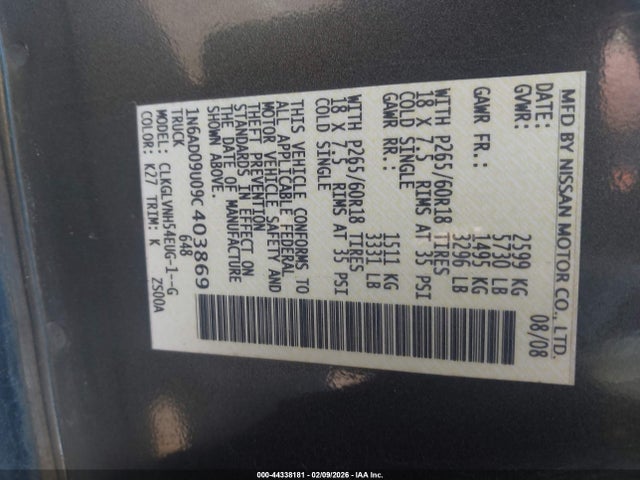 MFD BY NISSAN MOTOR CO., LTD.
DATE: 08/08
GVWR: 2599 KG
5730 LB
GAWR FR.: 1495 KG
3296 LB
WITH P265/60R18 TIRES
18 X 7.5 RIMS AT 35 PSI
COLD SINGLE
GAWR RR.: 1511 KG
3331 LB
WITH P265/60R18 TIRES
18 X 7.5 RIMS AT 35 PSI
COLD SINGLE
THIS VEHICLE CONFORMS TO
ALL APPLICABLE FEDERAL
MOTOR VEHICLE SAFETY AND
THEFT PREVENTION
STANDARDS IN EFFECT ON
THE DATE OF MANUFACTURE
SHOWN ABOVE.
1N6AD09U09C403869
TRUCK 648
MODEL: CLKGLVNH54EUG-1--G
COLOR: K27 TRIM: K ZS00A
000-44338181 - 02/09/2026 - IAA Inc.